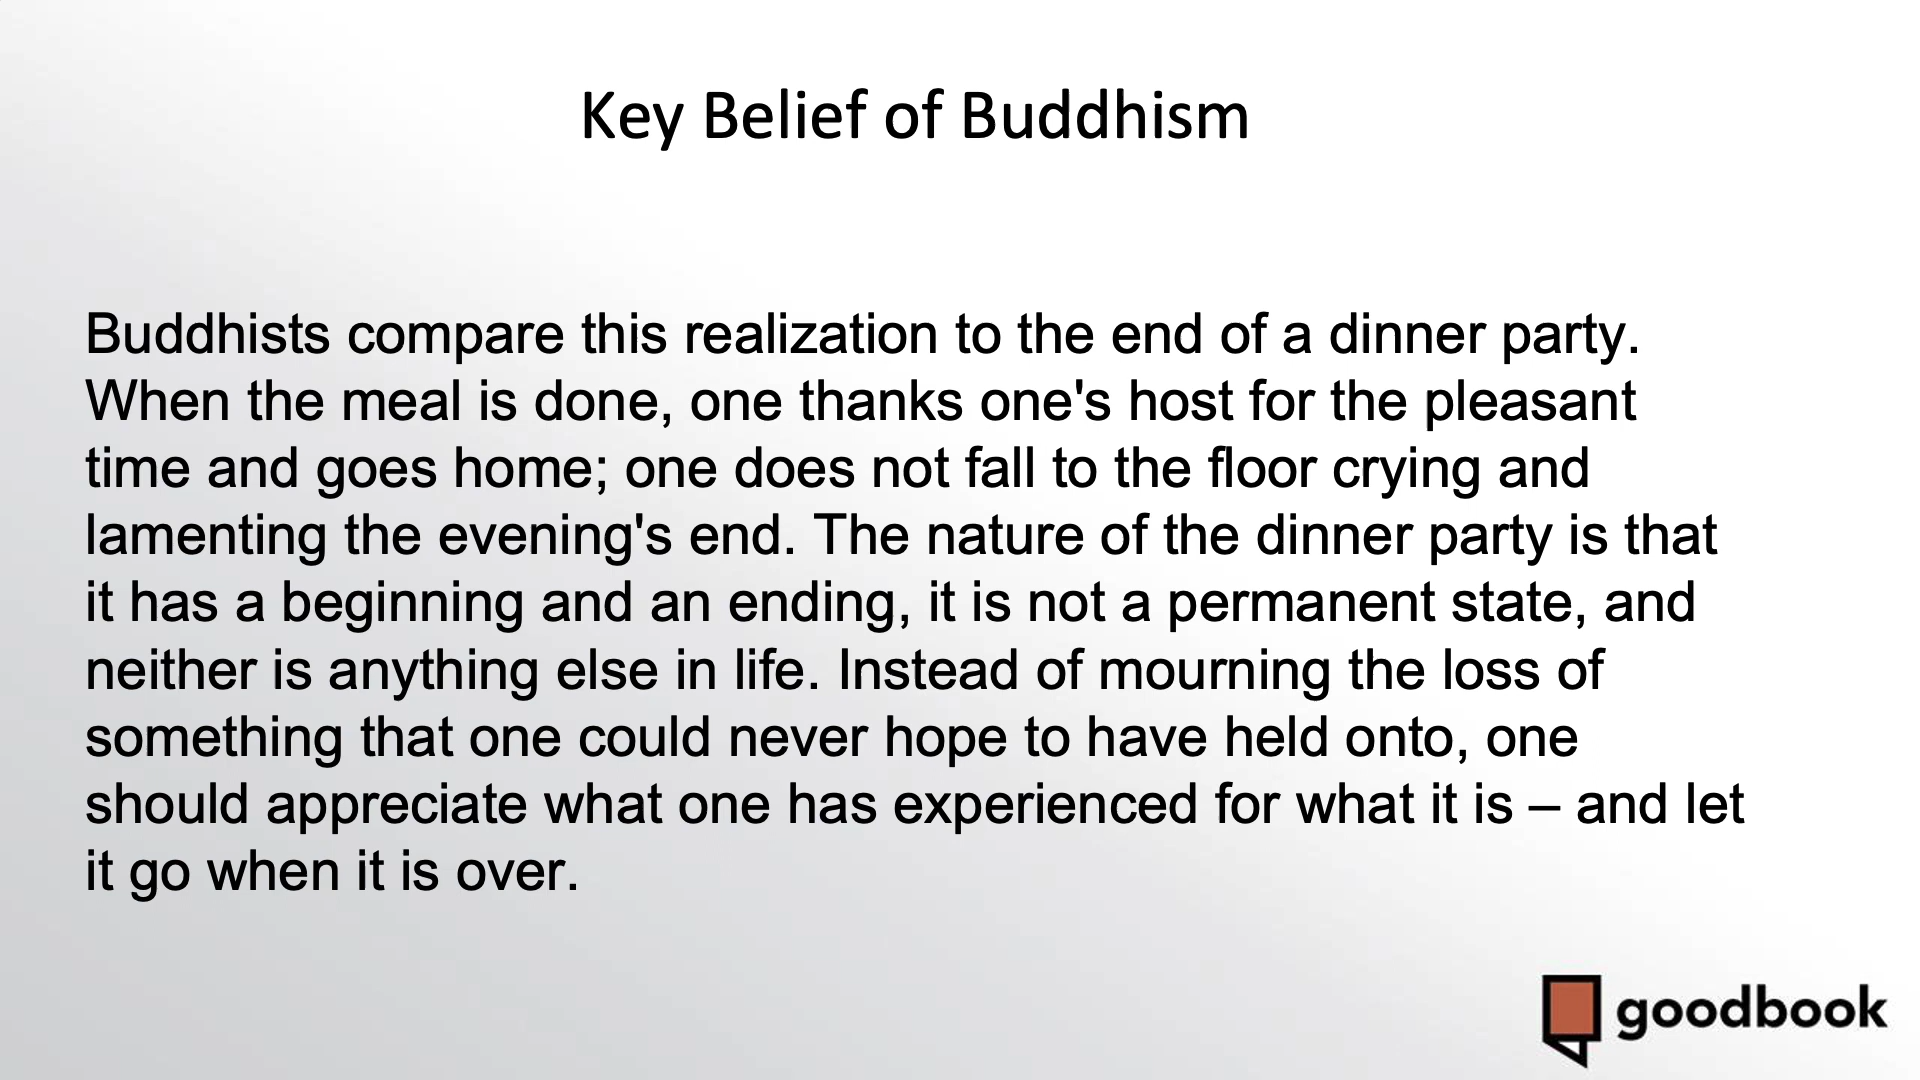 Key Belief of Buddhism
Buddhists compare this realization to the end of a dinner party.
When the meal is done, one thanks one's host for the pleasant
time and goes home; one does not fall to the floor crying and
lamenting the evening's end. The nature of the dinner party is that
it has a beginning and an ending, it is not a permanent state, and
neither is anything else in life. Instead of mourning the loss of
something that one could never hope to have held onto, one
should appreciate what one has experienced for what it is – and let
it go when it is over.
goodbook